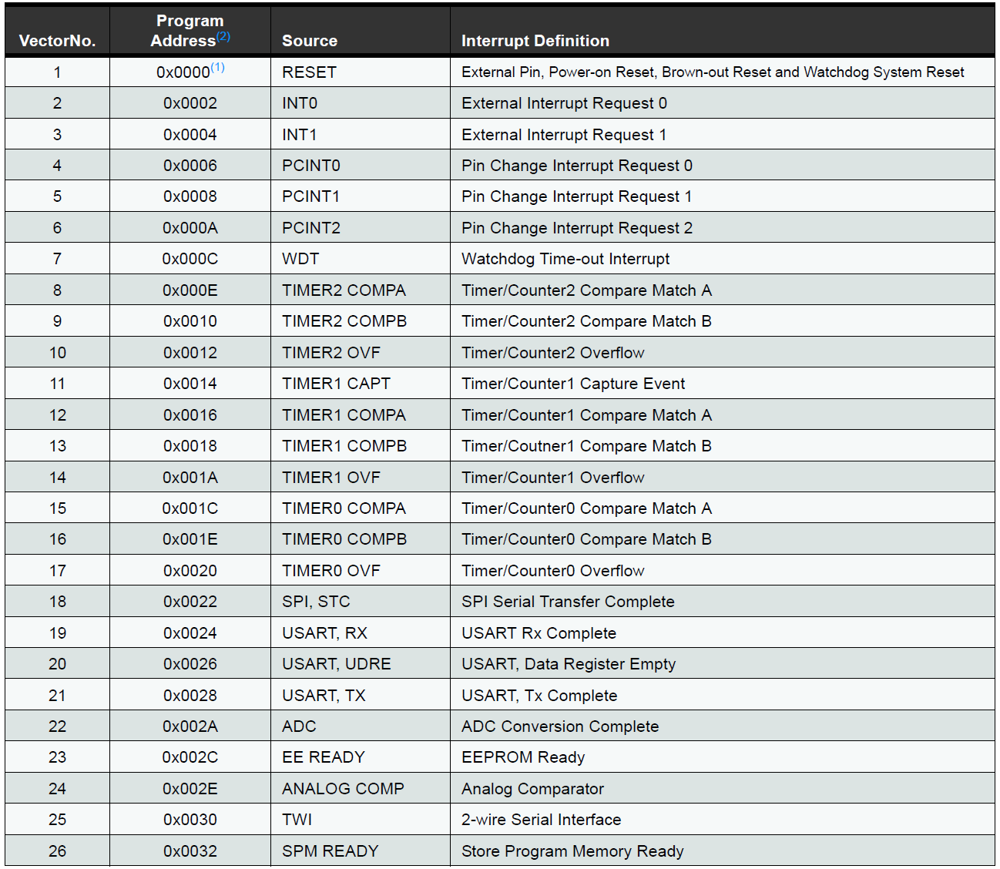 VectorNo. Program Address(2) Source Interrupt Definition
1 0x0000(1) RESET External Pin, Power-on Reset, Brown-out Reset and Watchdog System Reset
2 0x0002 INT0 External Interrupt Request 0
3 0x0004 INT1 External Interrupt Request 1
4 0x0006 PCINT0 Pin Change Interrupt Request 0
5 0x0008 PCINT1 Pin Change Interrupt Request 1
6 0x000A PCINT2 Pin Change Interrupt Request 2
7 0x000C WDT Watchdog Time-out Interrupt
8 0x000E TIMER2 COMPA Timer/Counter2 Compare Match A
9 0x0010 TIMER2 COMPB Timer/Counter2 Compare Match B
10 0x0012 TIMER2 OVF Timer/Counter2 Overflow
11 0x0014 TIMER1 CAPT Timer/Counter1 Capture Event
12 0x0016 TIMER1 COMPA Timer/Counter1 Compare Match A
13 0x0018 TIMER1 COMPB Timer/Coutner1 Compare Match B
14 0x001A TIMER1 OVF Timer/Counter1 Overflow
15 0x001C TIMER0 COMPA Timer/Counter0 Compare Match A
16 0x001E TIMER0 COMPB Timer/Counter0 Compare Match B
17 0x0020 TIMER0 OVF Timer/Counter0 Overflow
18 0x0022 SPI, STC SPI Serial Transfer Complete
19 0x0024 USART, RX USART Rx Complete
20 0x0026 USART, UDRE USART, Data Register Empty
21 0x0028 USART, TX USART, Tx Complete
22 0x002A ADC ADC Conversion Complete
23 0x002C EE READY EEPROM Ready
24 0x002E ANALOG COMP Analog Comparator
25 0x0030 TWI 2-wire Serial Interface
26 0x0032 SPM READY Store Program Memory Ready